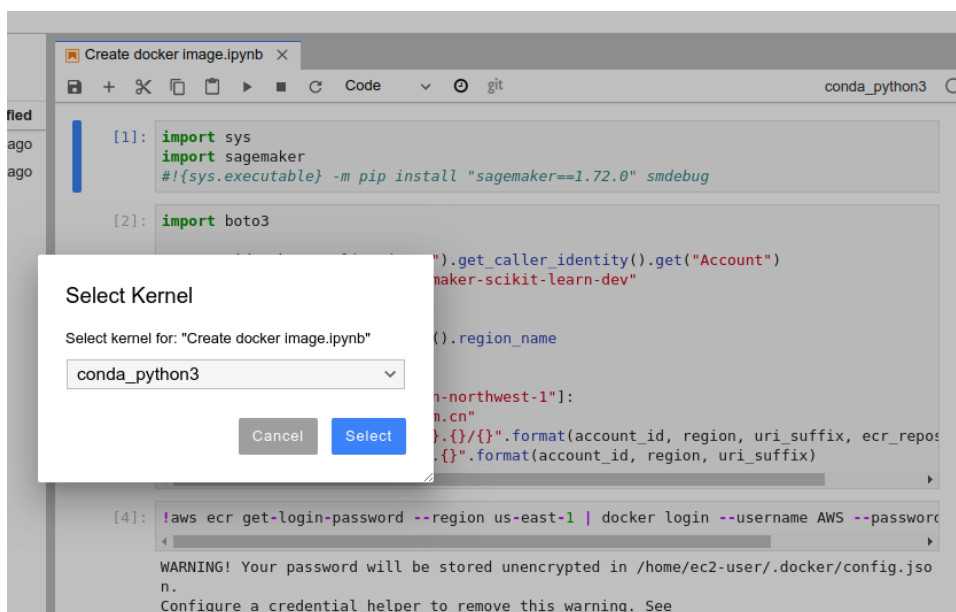 Create docker image.ipynb
Code
git
conda_python3
fied
ago
ago
[1]: import sys
import sagemaker
#!{sys.executable} -m pip install "sagemaker==1.72.0" smdebug
[2]: import boto3
").get_caller_identity().get("Account")
maker-scikit-learn-dev"
().region_name
n-northwest-1"]:
m.cn"
}.{}/{}".format(account_id, region, uri_suffix, ecr_repos
.{}".format(account_id, region, uri_suffix)
Select Kernel
Select kernel for: "Create docker image.ipynb"
conda_python3
Cancel
Select
[4]: !aws ecr get-login-password --region us-east-1 | docker login --username AWS --password
WARNING! Your password will be stored unencrypted in /home/ec2-user/.docker/config.jso
n.
Configure a credential helper to remove this warning. See